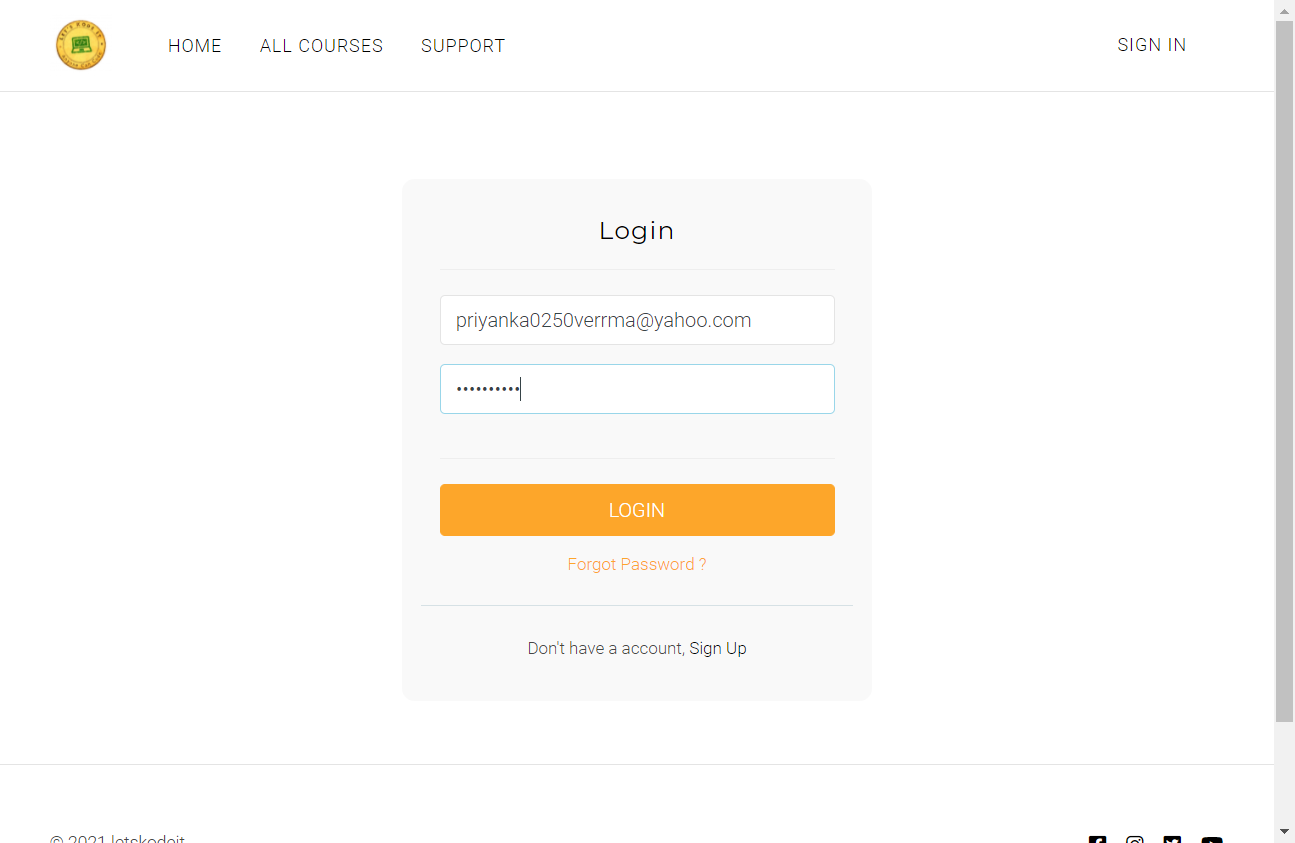 HOME ALL COURSES SUPPORT SIGN IN
Login
priyanka0250verrma@yahoo.com
••••••••••
LOGIN
Forgot Password ?
Don't have a account, Sign Up
© 2021 letskodeit